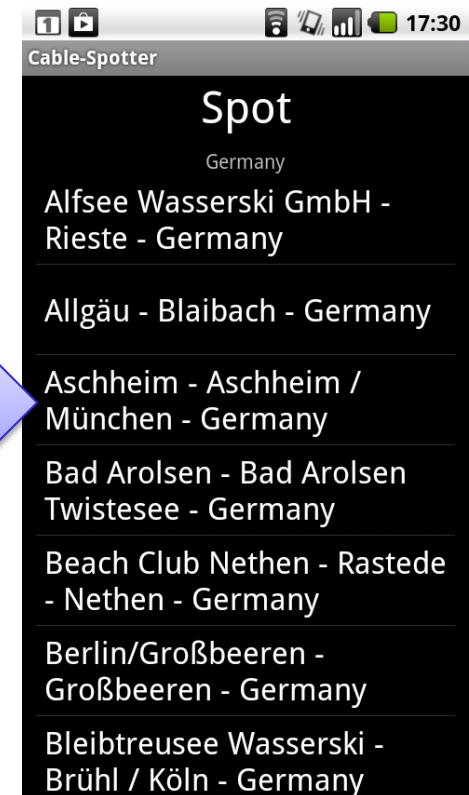 1 17:30
Cable-Spotter
Spot
Germany
Alfsee Wasserski GmbH -
Rieste - Germany
Allgäu - Blaibach - Germany
Aschheim - Aschheim /
München - Germany
Bad Arolsen - Bad Arolsen
Twistesee - Germany
Beach Club Nethen - Rastede
- Nethen - Germany
Berlin/Großbeeren -
Großbeeren - Germany
Bleibtreusee Wasserski -
Brühl / Köln - Germany